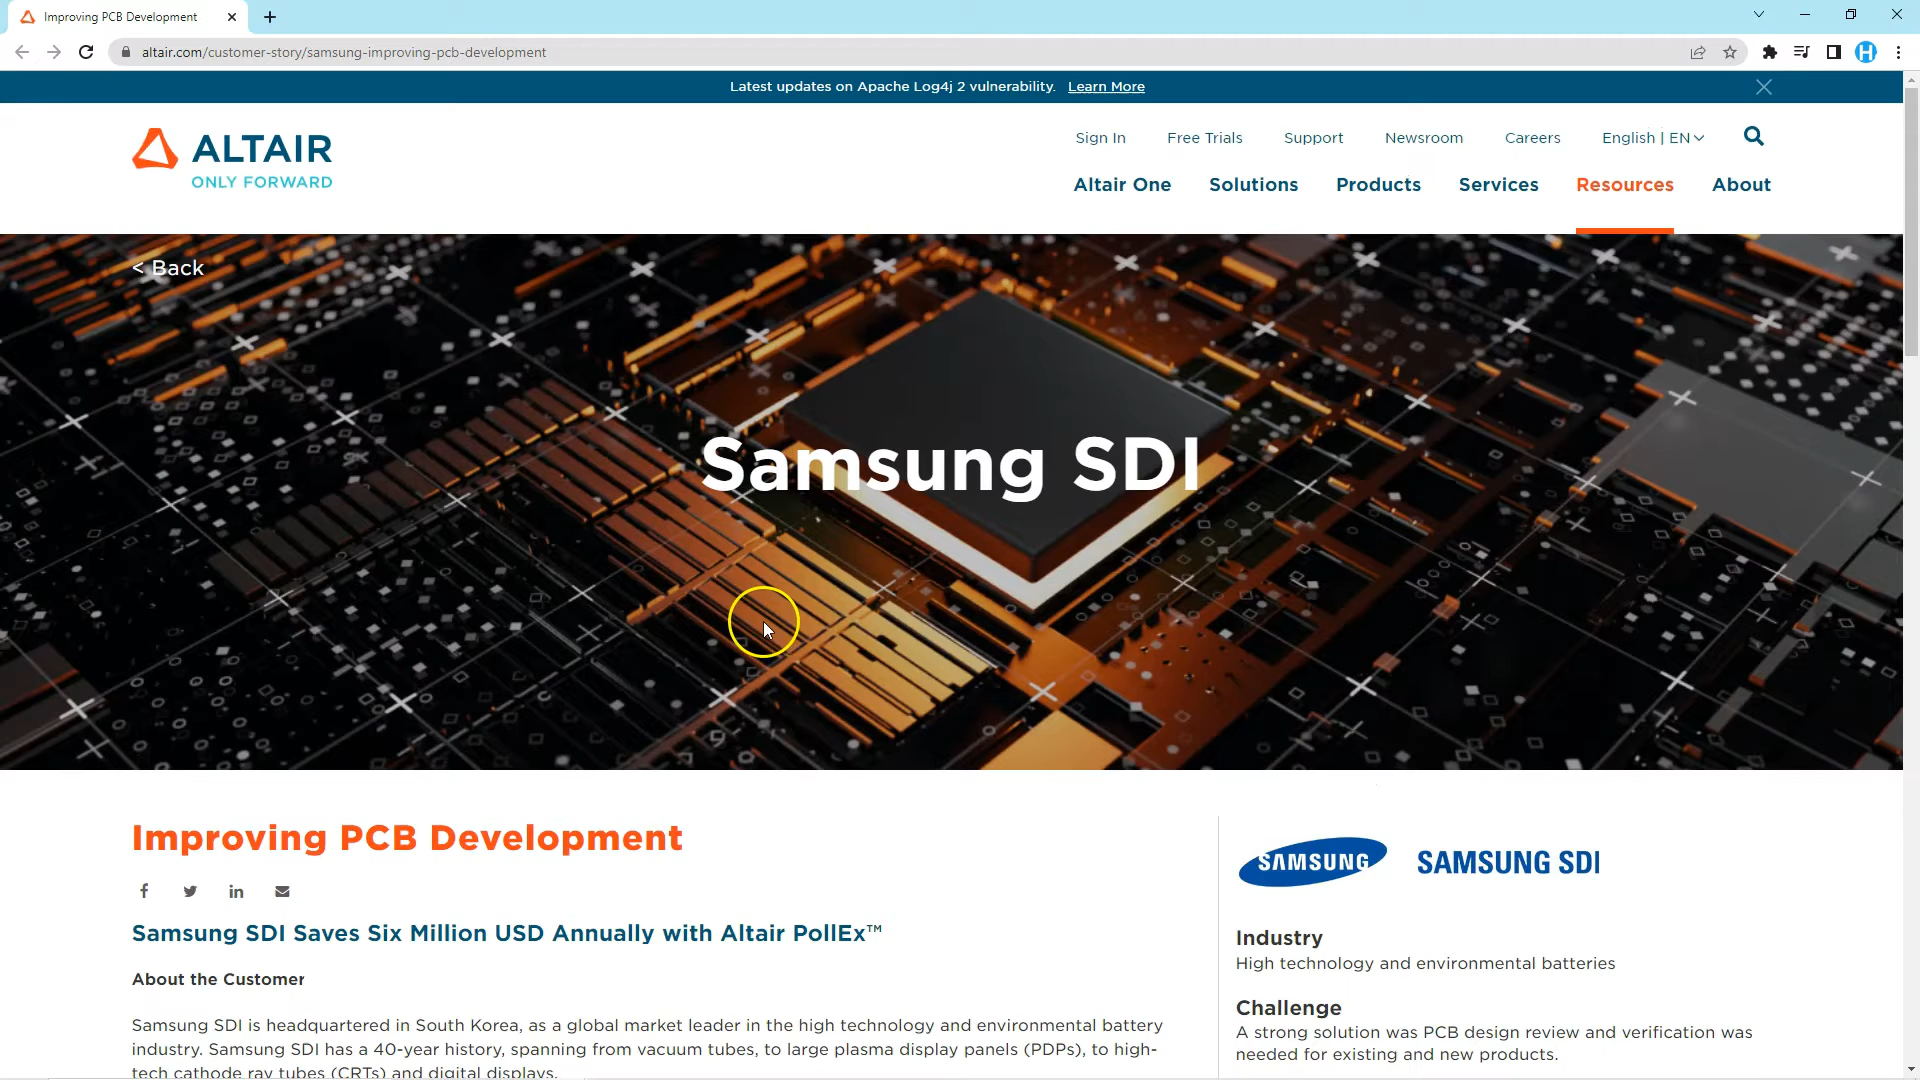 Improving PCB Development
altair.com/customer-story/samsung-improving-pcb-development
H
Latest updates on Apache Log4j 2 vulnerability. Learn More
Sign In Free Trials Support Newsroom Careers English | EN
ALTAIR
ONLY FORWARD
Altair One Solutions Products Services Resources About
< Back
Samsung SDI
Improving PCB Development
Samsung SDI Saves Six Million USD Annually with Altair PollEx™
About the Customer
Samsung SDI is headquartered in South Korea, as a global market leader in the high technology and environmental battery
industry. Samsung SDI has a 40-year history, spanning from vacuum tubes, to large plasma display panels (PDPs), to high-
tech cathode ray tubes (CRTs) and digital displays.
SAMSUNG SAMSUNG SDI
Industry
High technology and environmental batteries
Challenge
A strong solution was PCB design review and verification was
needed for existing and new products.